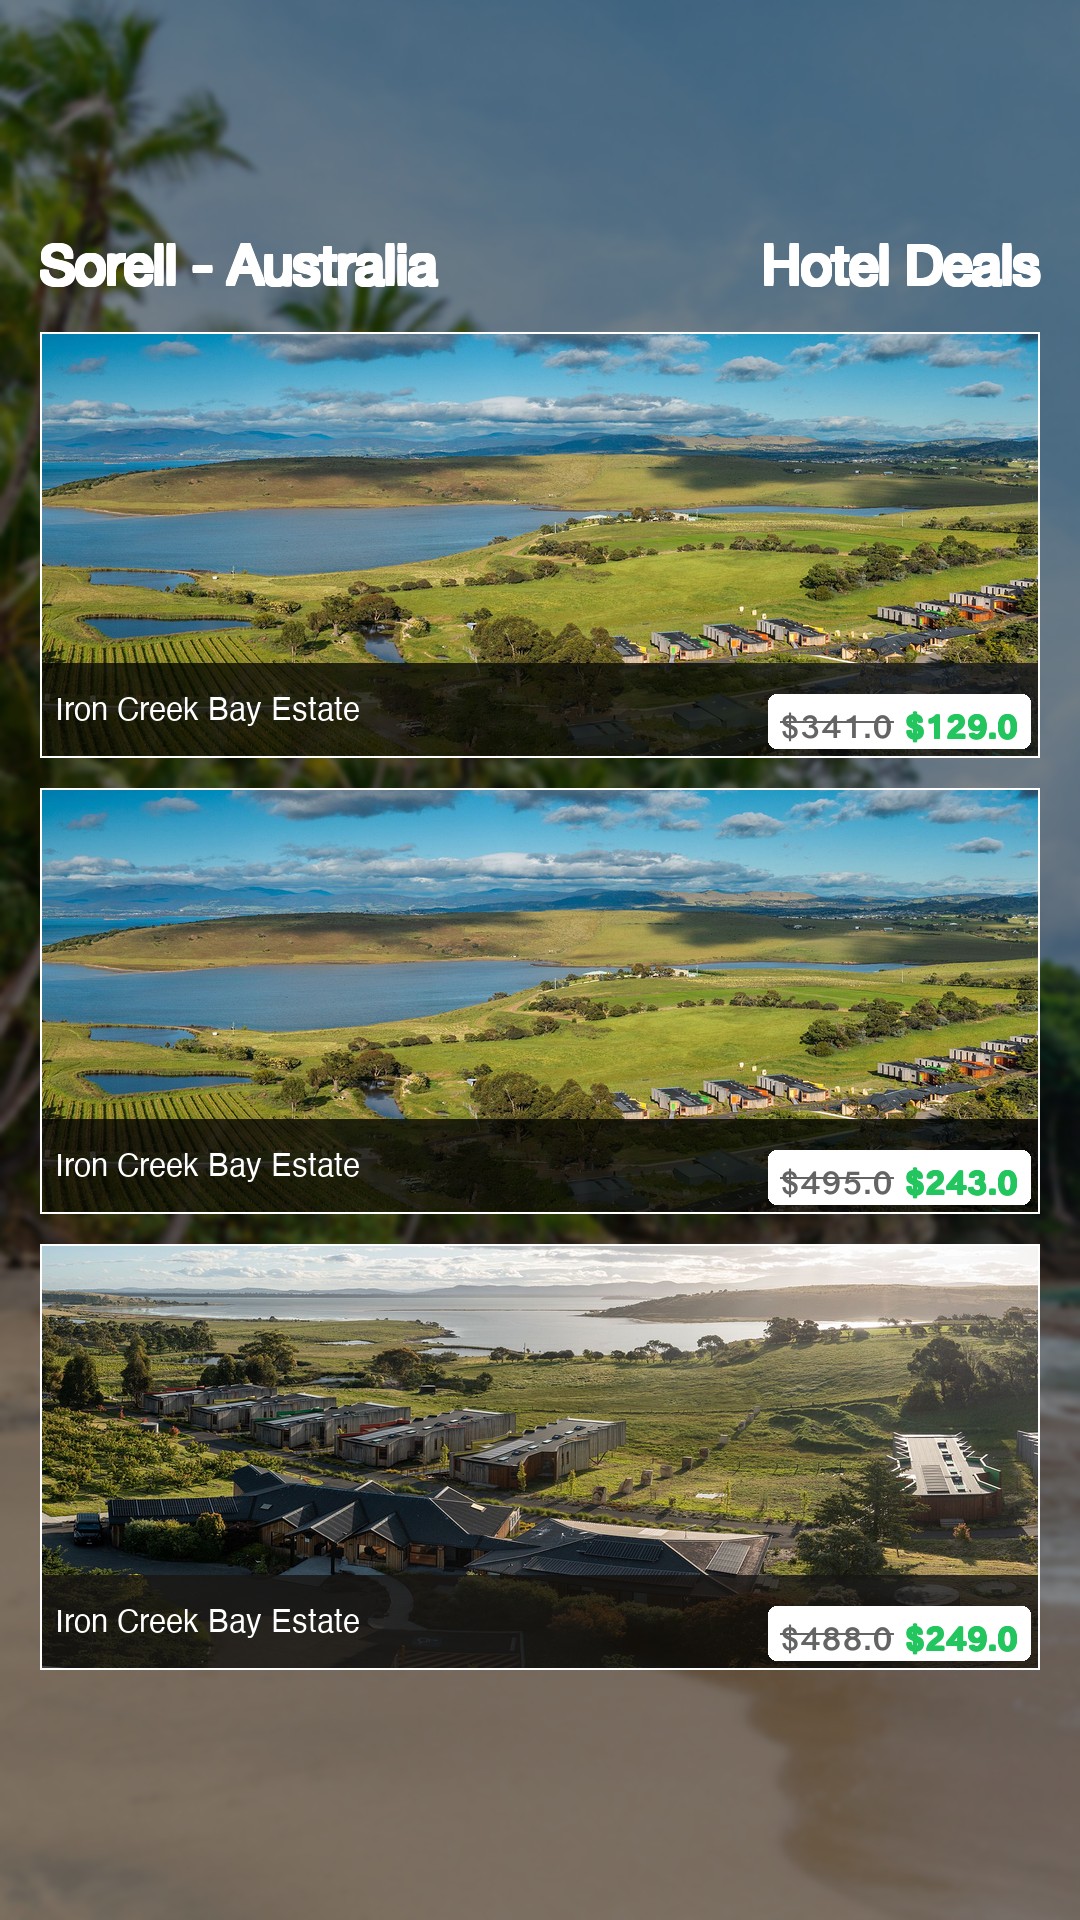 Sorell - Australia Hotel Deals
Iron Creek Bay Estate
$341.0 $129.0
Iron Creek Bay Estate
$495.0 $243.0
Iron Creek Bay Estate
$488.0 $249.0